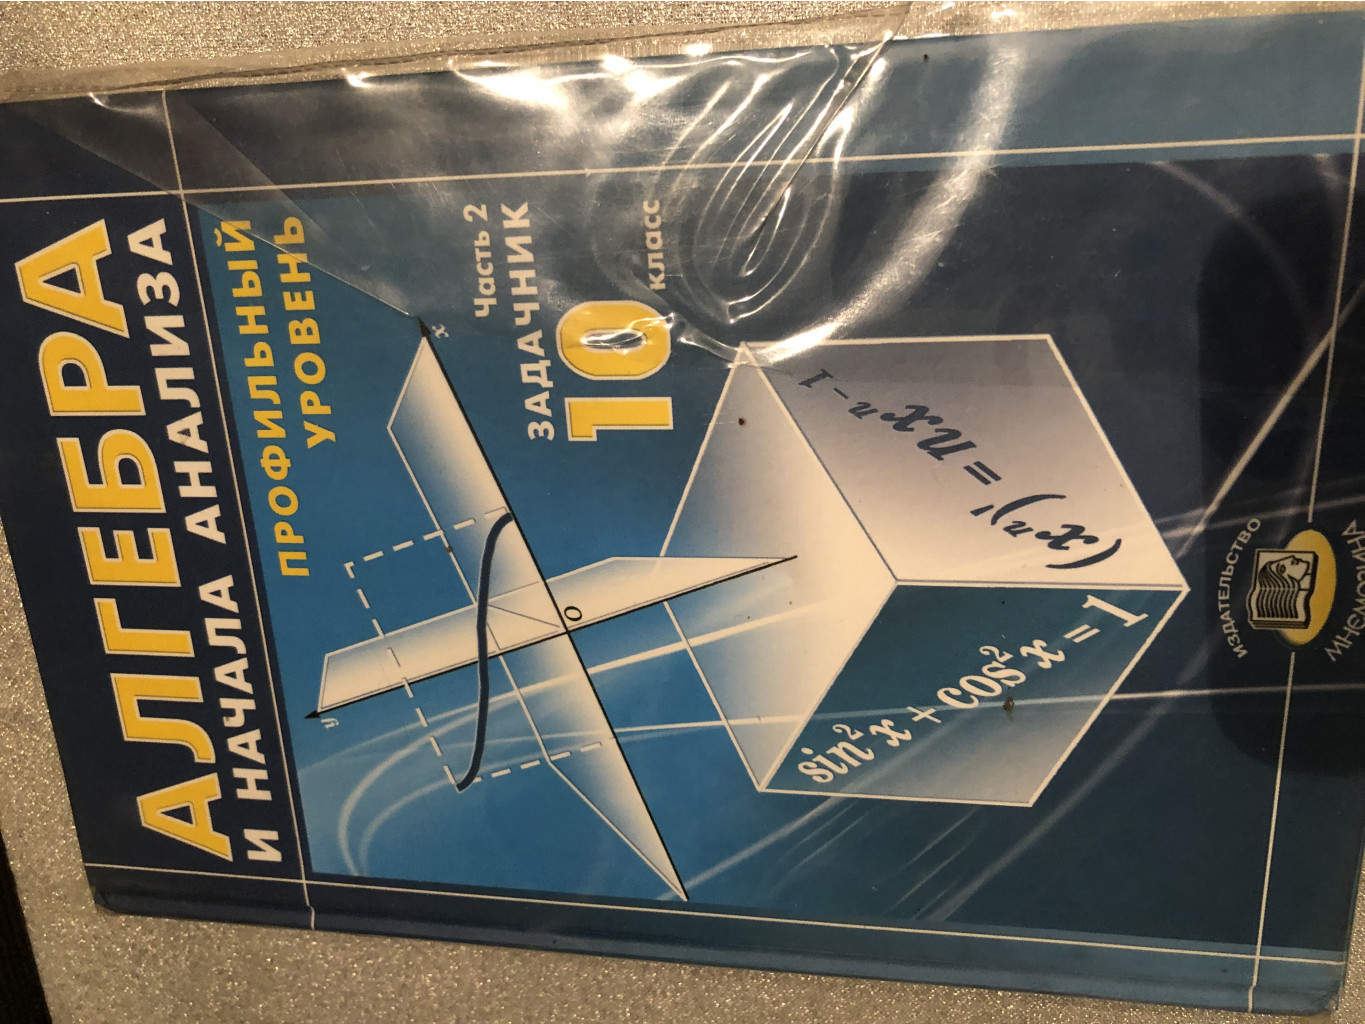 АЛГЕБРА
И НАЧАЛА АНАЛИЗА
ПРОФИЛЬНЫЙ
УРОВЕНЬ
Часть 2
ЗАДАЧНИК
10
класс
y
x
O
(xⁿ)' = nxⁿ⁻¹
sin²x + cos²x = 1
ИЗДАТЕЛЬСТВО
МНЕМОЗИНА